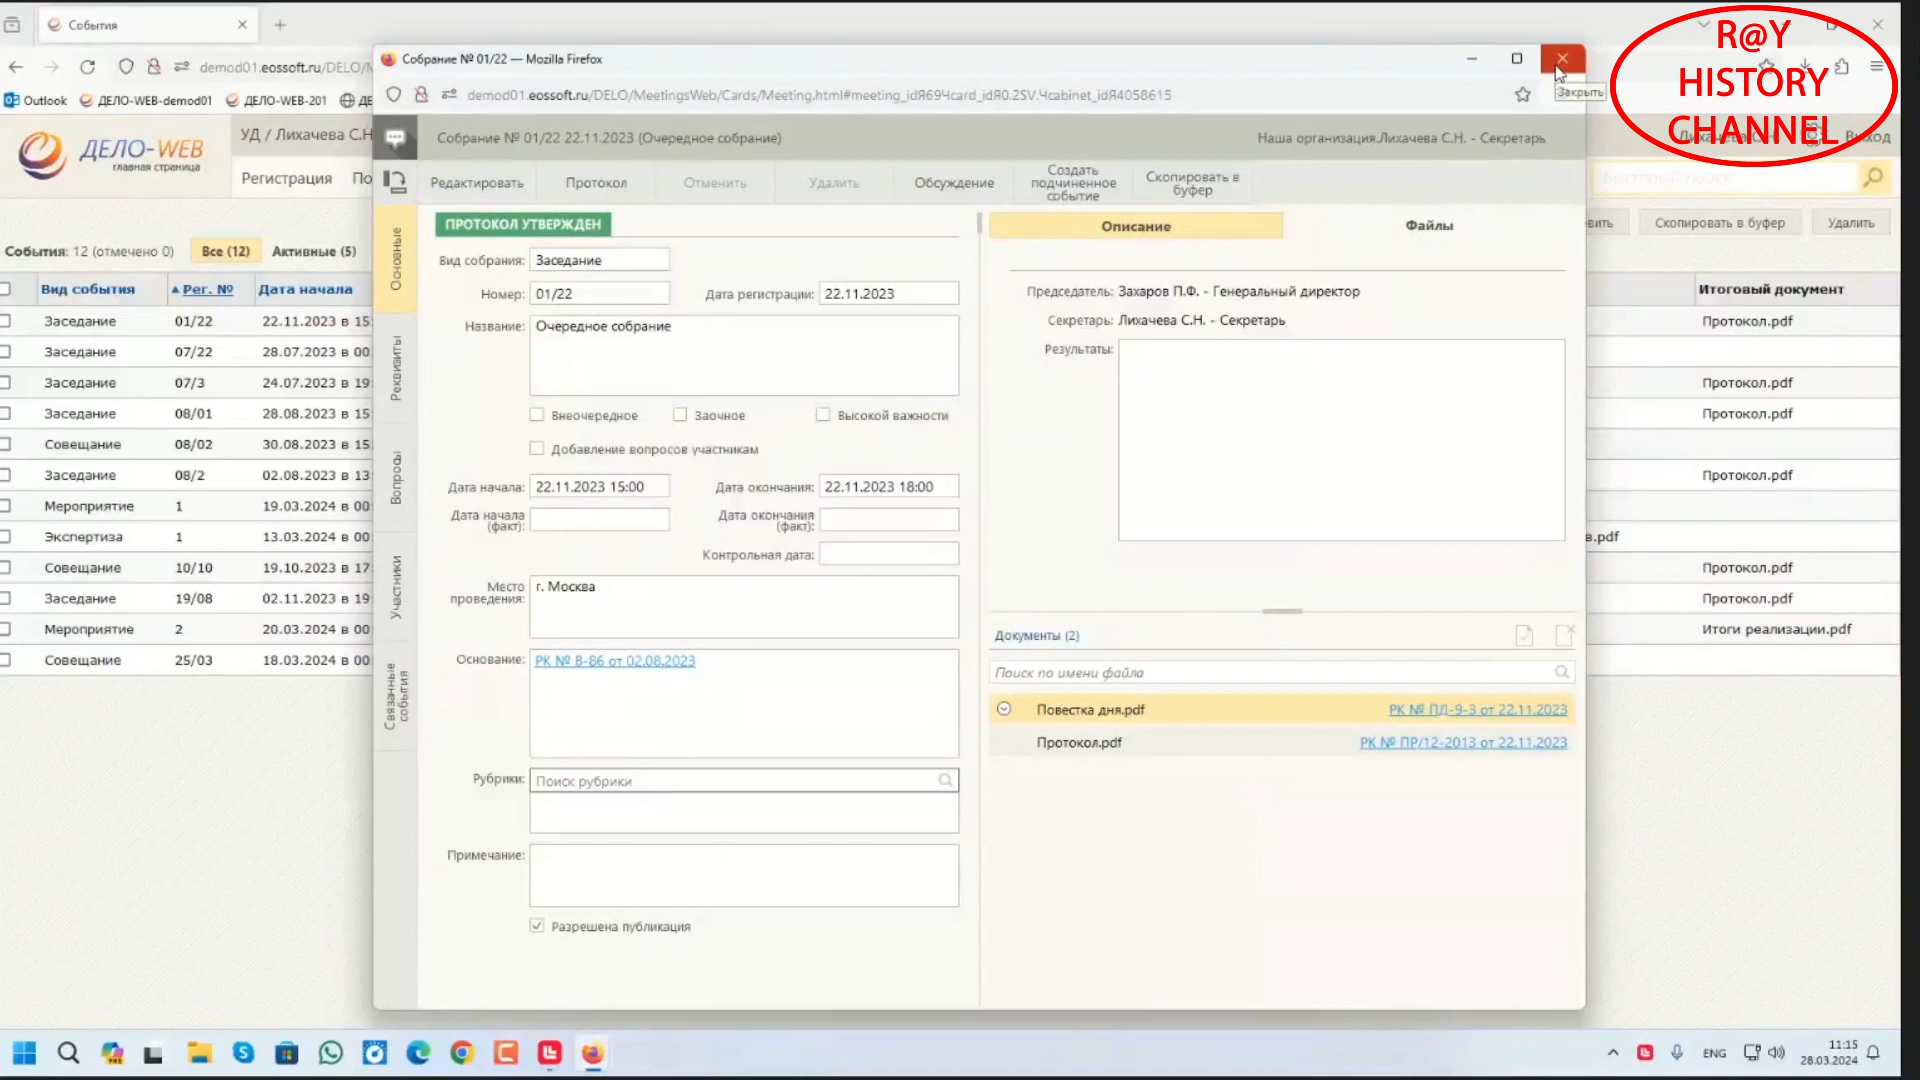 События
R@Y
HISTORY
CHANNEL
Собрание № 01/22 — Mozilla Firefox
demod01.eossoft.ru/DELO/М
Outlook
ДЕЛО-WEB-demod01
ДЕЛО-WEB-201
ДЕ
demod01.eossoft.ru/DELO/MeetingsWeb/Cards/Meeting.html#meeting_idЯ69Чcard_idЯ0.2SV.Чcabinet_idЯ4058615
Закрыть
ДЕЛО-WEB
главная страница
УД / Лихачева С.Н
Собрание № 01/22 22.11.2023 (Очередное собрание)
Наша организация.Лихачева С.Н. - Секретарь
Выход
Регистрация
По
Редактировать
Протокол
Отменить
Удалить
Обсуждение
Создать
подчиненное
событие
Скопировать в
буфер
Скопировать в буфер
Удалить
События: 12 (отмечено 0)
Все (12)
Активные (5)
Вид события
Рег. №
Дата начала
Итоговый документ
Заседание 01/22 22.11.2023 в 15: Протокол.pdf
Заседание 07/22 28.07.2023 в 00:
Заседание 07/3 24.07.2023 в 19: Протокол.pdf
Заседание 08/01 28.08.2023 в 15: Протокол.pdf
Совещание 08/02 30.08.2023 в 15:
Заседание 08/2 02.08.2023 в 13: Протокол.pdf
Мероприятие 1 19.03.2024 в 00:
Экспертиза 1 13.03.2024 в 00: в.pdf
Совещание 10/10 19.10.2023 в 17: Протокол.pdf
Заседание 19/08 02.11.2023 в 19: Протокол.pdf
Мероприятие 2 20.03.2024 в 00: Итоги реализации.pdf
Совещание 25/03 18.03.2024 в 00:
Основные
Реквизиты
Вопросы
Участники
Связанные
события
ПРОТОКОЛ УТВЕРЖДЕН
Вид собрания: Заседание
Номер: 01/22 Дата регистрации: 22.11.2023
Название: Очередное собрание
Внеочередное
Заочное
Высокой важности
Добавление вопросов участникам
Дата начала: 22.11.2023 15:00 Дата окончания: 22.11.2023 18:00
Дата начала
(факт):
Дата окончания
(факт):
Контрольная дата:
Место
проведения:
г. Москва
Основание: РК № В-86 от 02.08.2023
Рубрики: Поиск рубрики
Примечание:
Разрешена публикация
Описание
Файлы
Председатель: Захаров П.Ф. - Генеральный директор
Секретарь: Лихачева С.Н. - Секретарь
Результаты:
Документы (2)
Поиск по имени файла
Повестка дня.pdf РК № ПД-9-3 от 22.11.2023
Протокол.pdf РК № ПР/12-2013 от 22.11.2023
ENG
11:15
28.03.2024